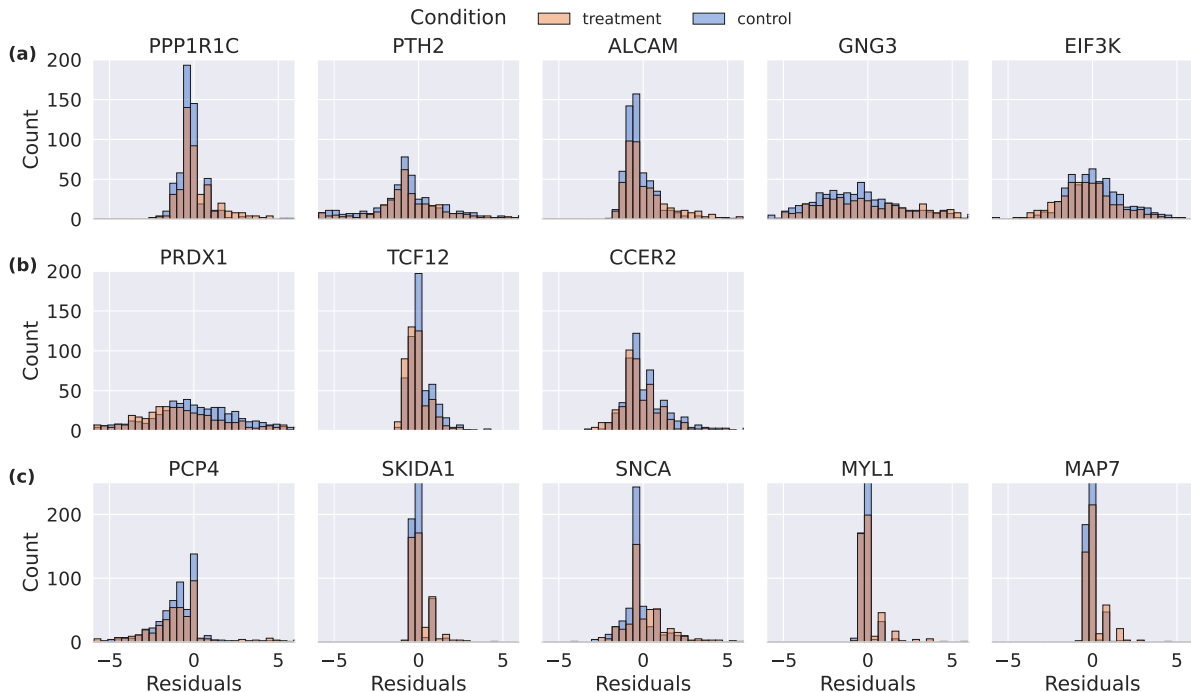 Condition treatment control
(a) PPP1R1C PTH2 ALCAM GNG3 EIF3K
200
150
100
50
0
Count
(b) PRDX1 TCF12 CCER2
200
150
100
50
0
Count
(c) PCP4 SKIDA1 SNCA MYL1 MAP7
200
100
0
Count
−5 0 5 −5 0 5 −5 0 5 −5 0 5 −5 0 5
Residuals Residuals Residuals Residuals Residuals